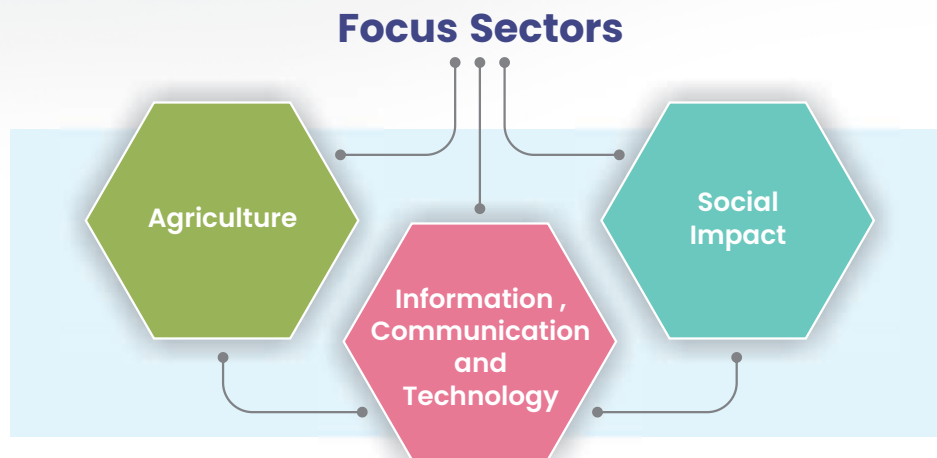 Focus Sectors
Agriculture
Social
Impact
Information ,
Communication
and
Technology